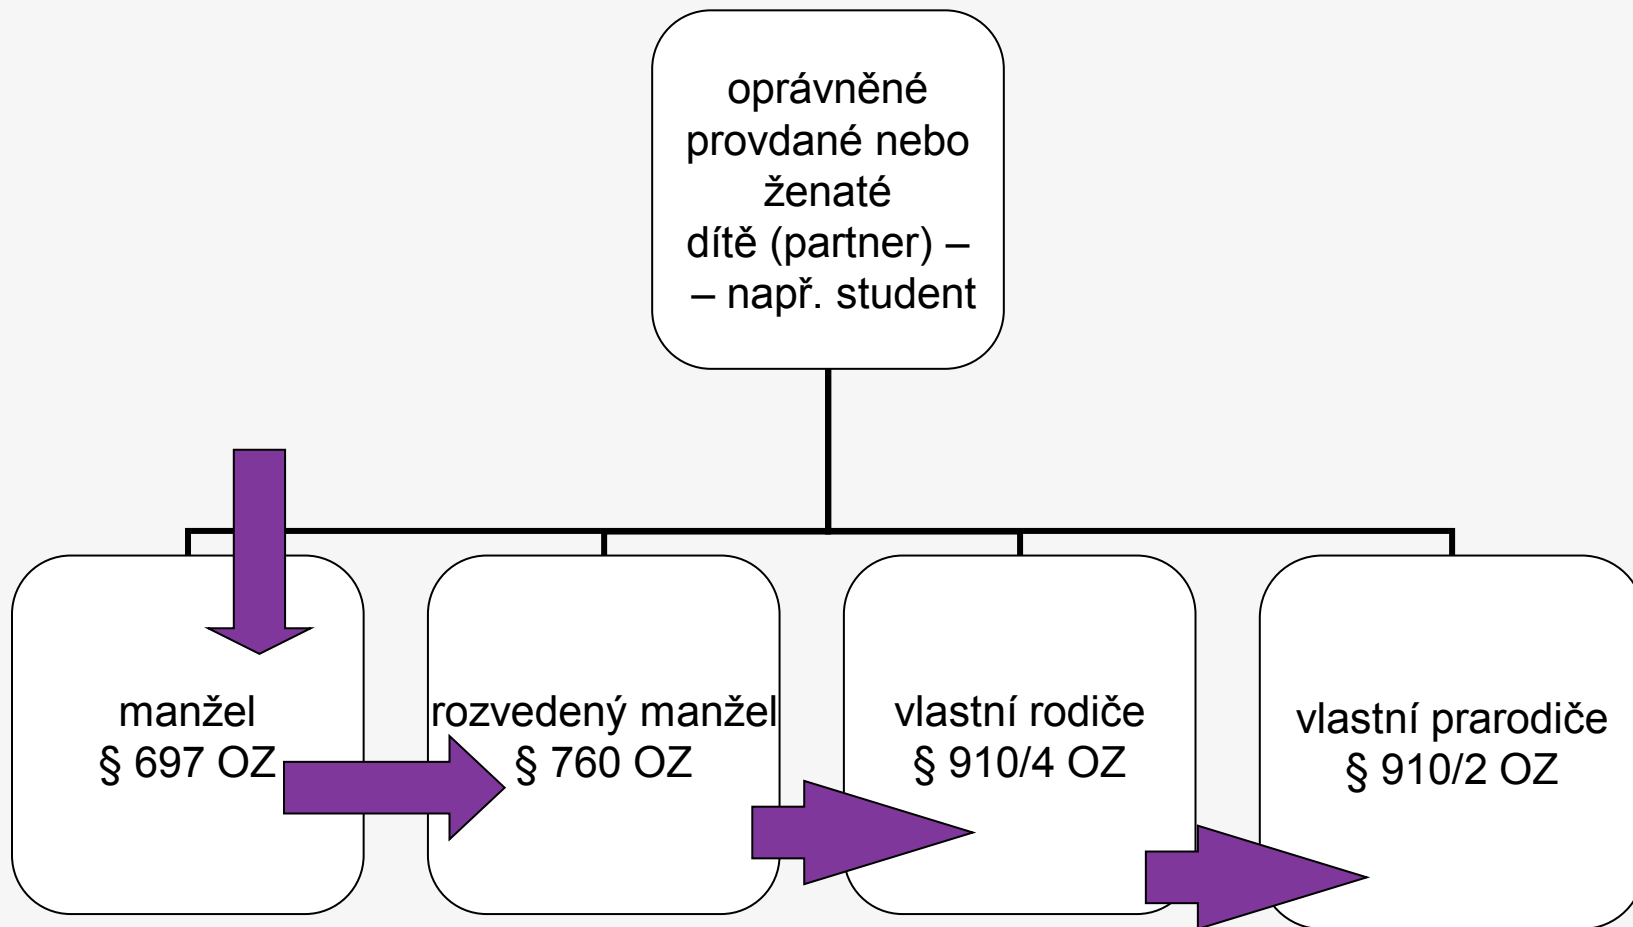 oprávněné
provdané nebo
ženaté
dítě (partner) –
– např. student
manžel
§ 697 OZ
rozvedený manžel
§ 760 OZ
vlastní rodiče
§ 910/4 OZ
vlastní prarodiče
§ 910/2 OZ